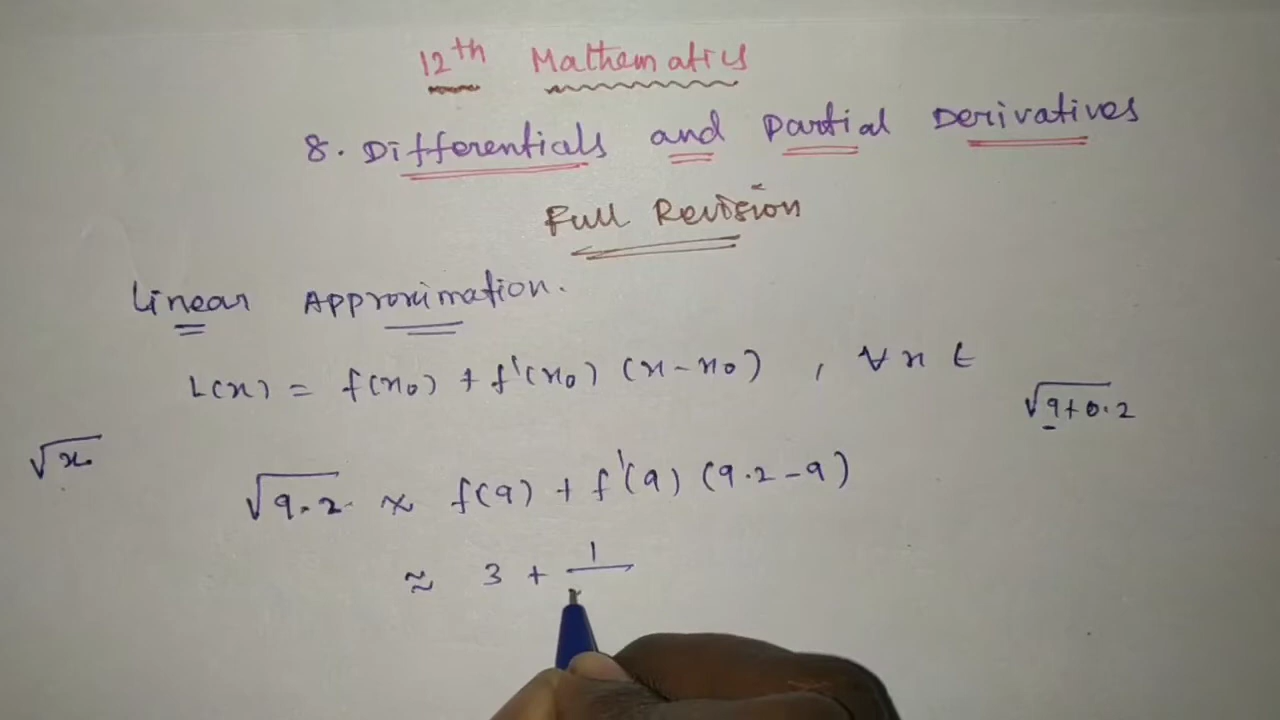 12th Mathematics
8. Differentials and Partial Derivatives
Full Revision
Linear Approximation.
L(x) = f(x0) + f'(x0) (x-x0) , ∀ x ∈
√9+0.2
√x
√9.2 ≈ f(9) + f'(9) (9.2-9)
≈ 3 + 1/